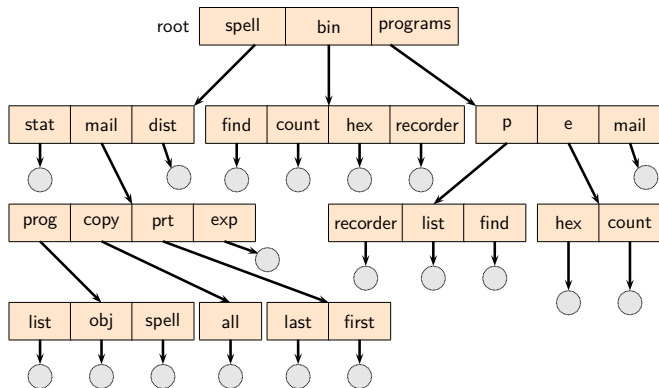 root spell bin programs
stat mail dist find count hex recorder p e mail
prog copy prt exp recorder list find hex count
list obj spell all last first